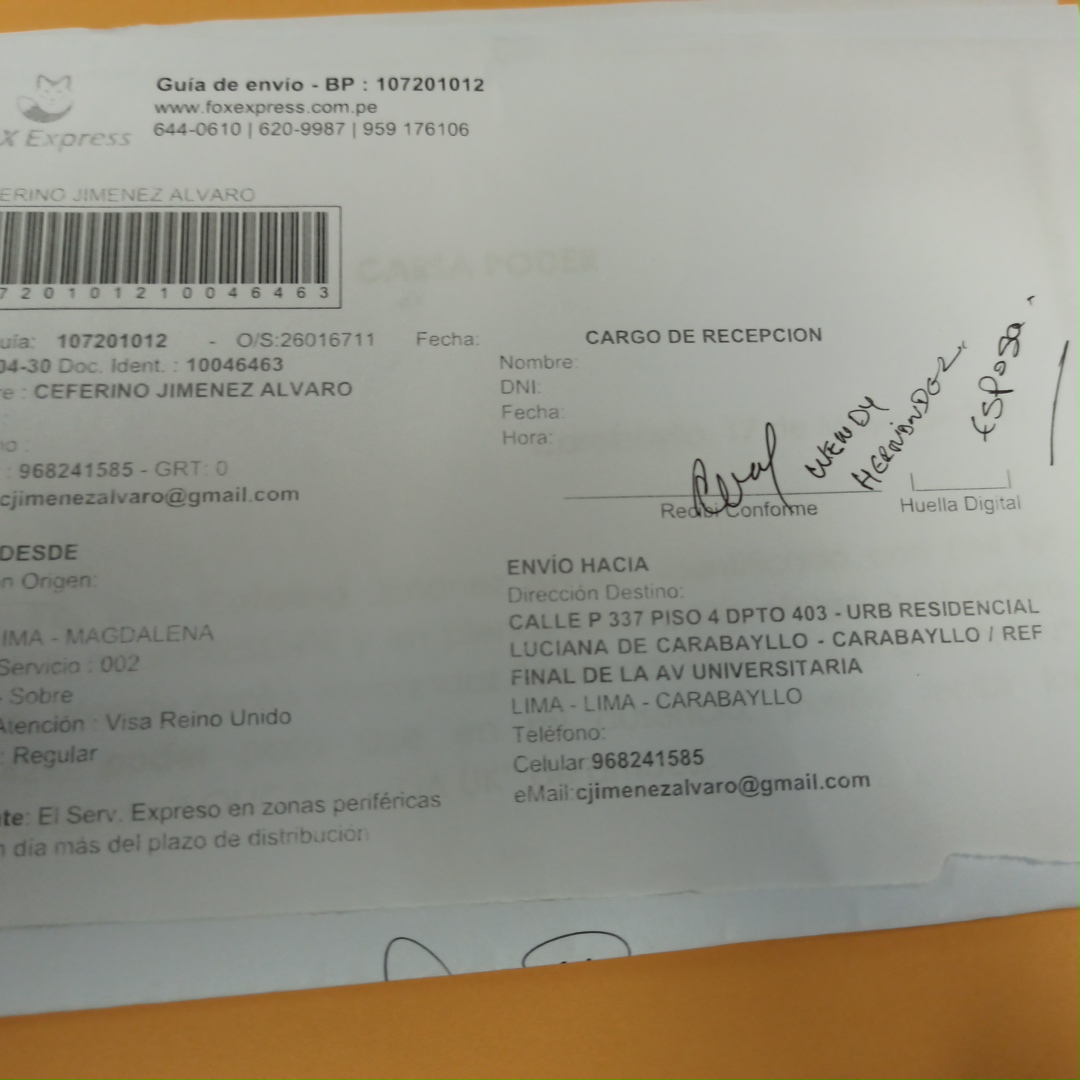 Guía de envío - BP : 107201012
www.foxexpress.com.pe
644-0610 | 620-9987 | 959 176106
X Express
ERINO JIMENEZ ALVARO
7 2 0 1 0 1 2 1 0 0 4 6 4 6 3
CARTA PODER
uía: 107201012 - O/S:26016711 Fecha:
04-30 Doc. Ident. : 10046463
re : CEFERINO JIMENEZ ALVARO
no :
: 968241585 - GRT: 0
cjimenezalvaro@gmail.com
CARGO DE RECEPCION
Nombre:
DNI:
Fecha:
Hora:
WENDY
HERNÁNDEZ
ESPOSA
Recibi Conforme
Huella Digital
DESDE
n Origen:
IMA - MAGDALENA
Servicio : 002
- Sobre
Atención : Visa Reino Unido
: Regular
te: El Serv. Expreso en zonas periféricas
n día más del plazo de distribución
ENVÍO HACIA
Dirección Destino:
CALLE P 337 PISO 4 DPTO 403 - URB RESIDENCIAL
LUCIANA DE CARABAYLLO - CARABAYLLO / REF
FINAL DE LA AV UNIVERSITARIA
LIMA - LIMA - CARABAYLLO
Teléfono:
Celular:968241585
eMail:cjimenezalvaro@gmail.com